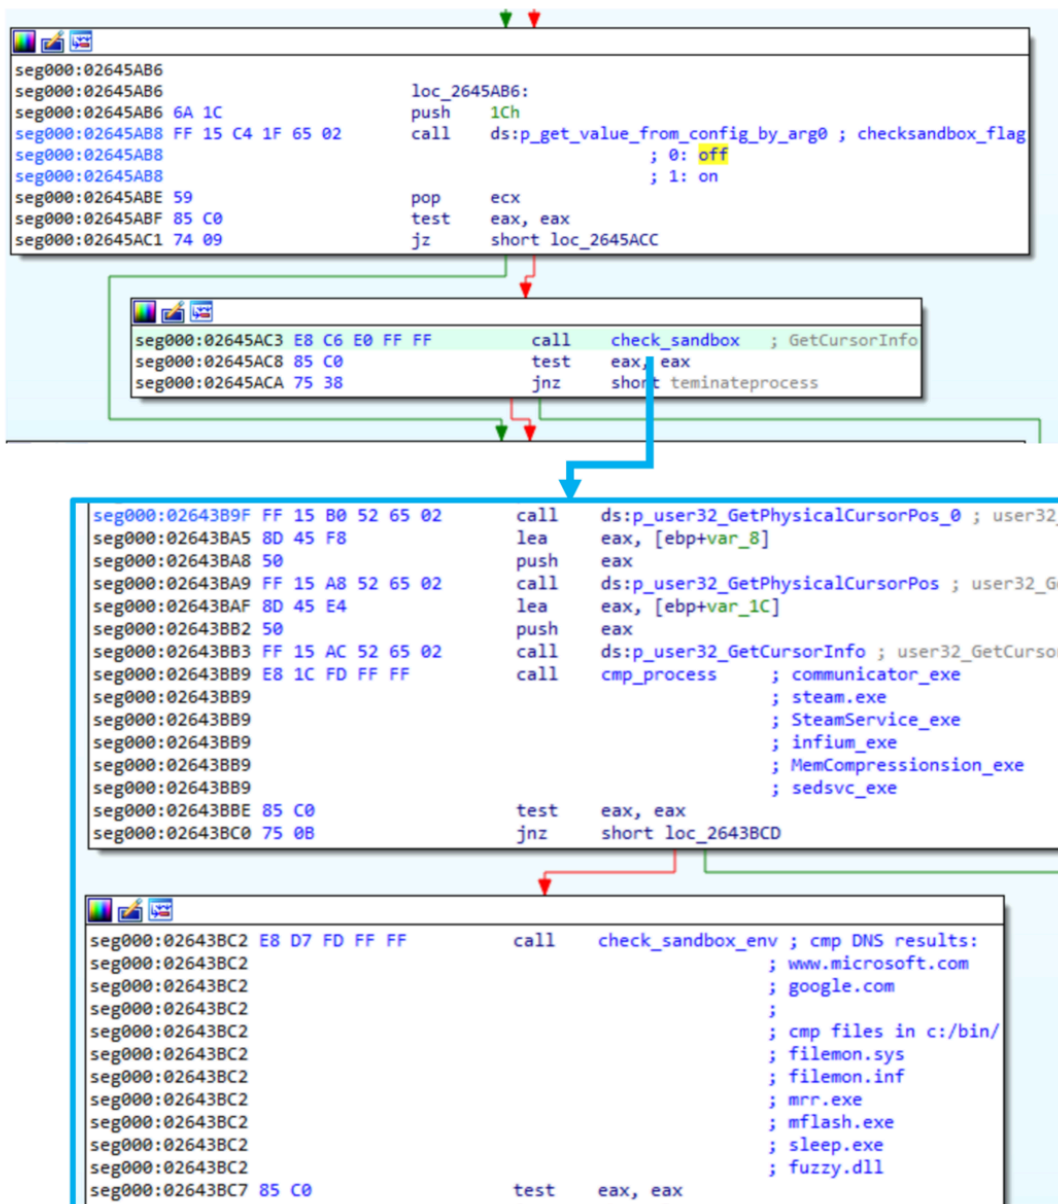 seg000:02645AB6
seg000:02645AB6 loc_2645AB6:
seg000:02645AB6 6A 1C push 1Ch
seg000:02645AB8 FF 15 C4 1F 65 02 call ds:p_get_value_from_config_by_arg0 ; checksandbox_flag
seg000:02645AB8 ; 0: off
seg000:02645AB8 ; 1: on
seg000:02645ABE 59 pop ecx
seg000:02645ABF 85 C0 test eax, eax
seg000:02645AC1 74 09 jz short loc_2645ACC
seg000:02645AC3 E8 C6 E0 FF FF call check_sandbox ; GetCursorInfo
seg000:02645AC8 85 C0 test eax, eax
seg000:02645ACA 75 38 jnz short teminateprocess
seg000:02643B9F FF 15 B0 52 65 02 call ds:p_user32_GetPhysicalCursorPos_0 ; user32_
seg000:02643BA5 8D 45 F8 lea eax, [ebp+var_8]
seg000:02643BA8 50 push eax
seg000:02643BA9 FF 15 A8 52 65 02 call ds:p_user32_GetPhysicalCursorPos ; user32_Ge
seg000:02643BAF 8D 45 E4 lea eax, [ebp+var_1C]
seg000:02643BB2 50 push eax
seg000:02643BB3 FF 15 AC 52 65 02 call ds:p_user32_GetCursorInfo ; user32_GetCursor
seg000:02643BB9 E8 1C FD FF FF call cmp_process ; communicator_exe
seg000:02643BB9 ; steam.exe
seg000:02643BB9 ; SteamService_exe
seg000:02643BB9 ; infium_exe
seg000:02643BB9 ; MemCompressionsion_exe
seg000:02643BB9 ; sedsvc_exe
seg000:02643BBE 85 C0 test eax, eax
seg000:02643BC0 75 0B jnz short loc_2643BCD
seg000:02643BC2 E8 D7 FD FF FF call check_sandbox_env ; cmp DNS results:
seg000:02643BC2 ; www.microsoft.com
seg000:02643BC2 ; google.com
seg000:02643BC2 ;
seg000:02643BC2 ; cmp files in c:/bin/
seg000:02643BC2 ; filemon.sys
seg000:02643BC2 ; filemon.inf
seg000:02643BC2 ; mrr.exe
seg000:02643BC2 ; mflash.exe
seg000:02643BC2 ; sleep.exe
seg000:02643BC2 ; fuzzy.dll
seg000:02643BC7 85 C0 test eax, eax